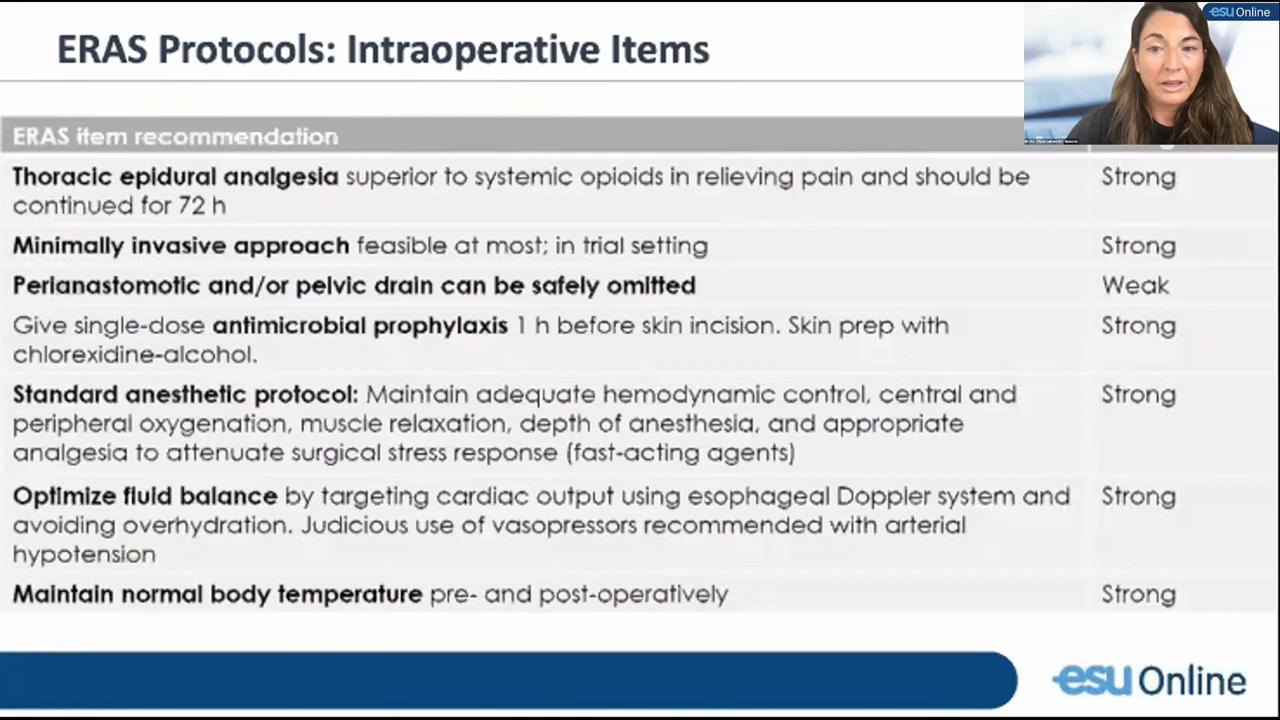 ERAS Protocols: Intraoperative Items
esu Online
ERAS item recommendation
Thoracic epidural analgesia superior to systemic opioids in relieving pain and should be
continued for 72 h
Strong
Minimally invasive approach feasible at most; in trial setting
Strong
Perianastomotic and/or pelvic drain can be safely omitted
Weak
Give single-dose antimicrobial prophylaxis 1 h before skin incision. Skin prep with
chlorexidine-alcohol.
Strong
Standard anesthetic protocol: Maintain adequate hemodynamic control, central and
peripheral oxygenation, muscle relaxation, depth of anesthesia, and appropriate
analgesia to attenuate surgical stress response (fast-acting agents)
Strong
Optimize fluid balance by targeting cardiac output using esophageal Doppler system and
avoiding overhydration. Judicious use of vasopressors recommended with arterial
hypotension
Strong
Maintain normal body temperature pre- and post-operatively
Strong
esu Online